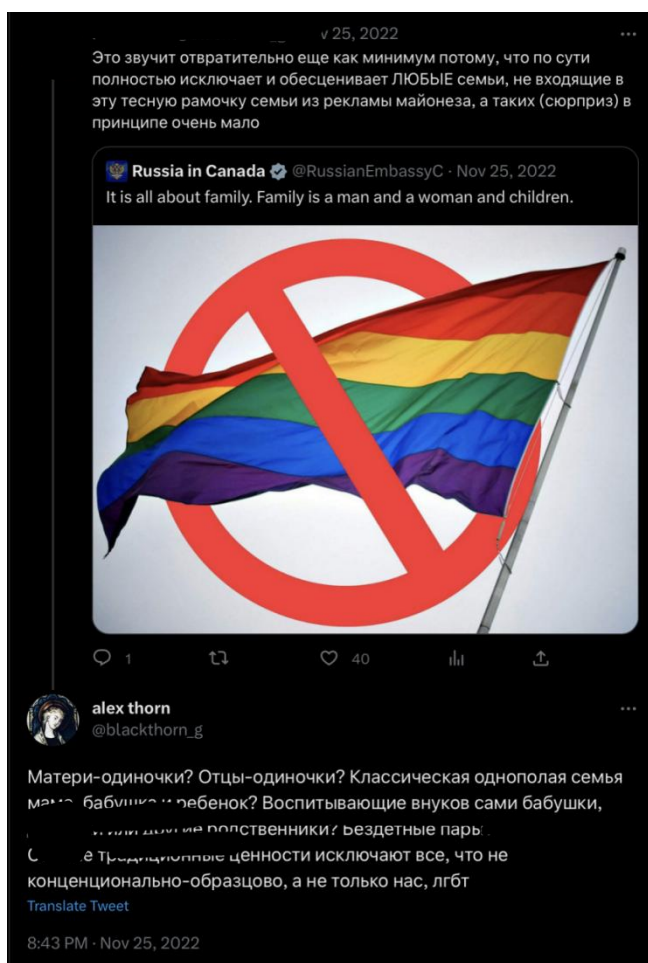 25, 2022
Это звучит отвратительно еще как минимум потому, что по сути
полностью исключает и обесценивает ЛЮБЫЕ семьи, не входящие в
эту тесную рамочку семьи из рекламы майонеза, а таких (сюрприз) в
принципе очень мало
Russia in Canada @RussianEmbassyC · Nov 25, 2022
It is all about family. Family is a man and a woman and children.
1 40
alex thorn
@blackthorn_g
Матери-одиночки? Отцы-одиночки? Классическая однополая семья
мама, бабушка и ребенок? Воспитывающие внуков сами бабушки,
или другие родственники? Бездетные пары
традиционные ценности исключают все, что не
конценционально-образцово, а не только нас, лгбт
Translate Tweet
8:43 PM · Nov 25, 2022